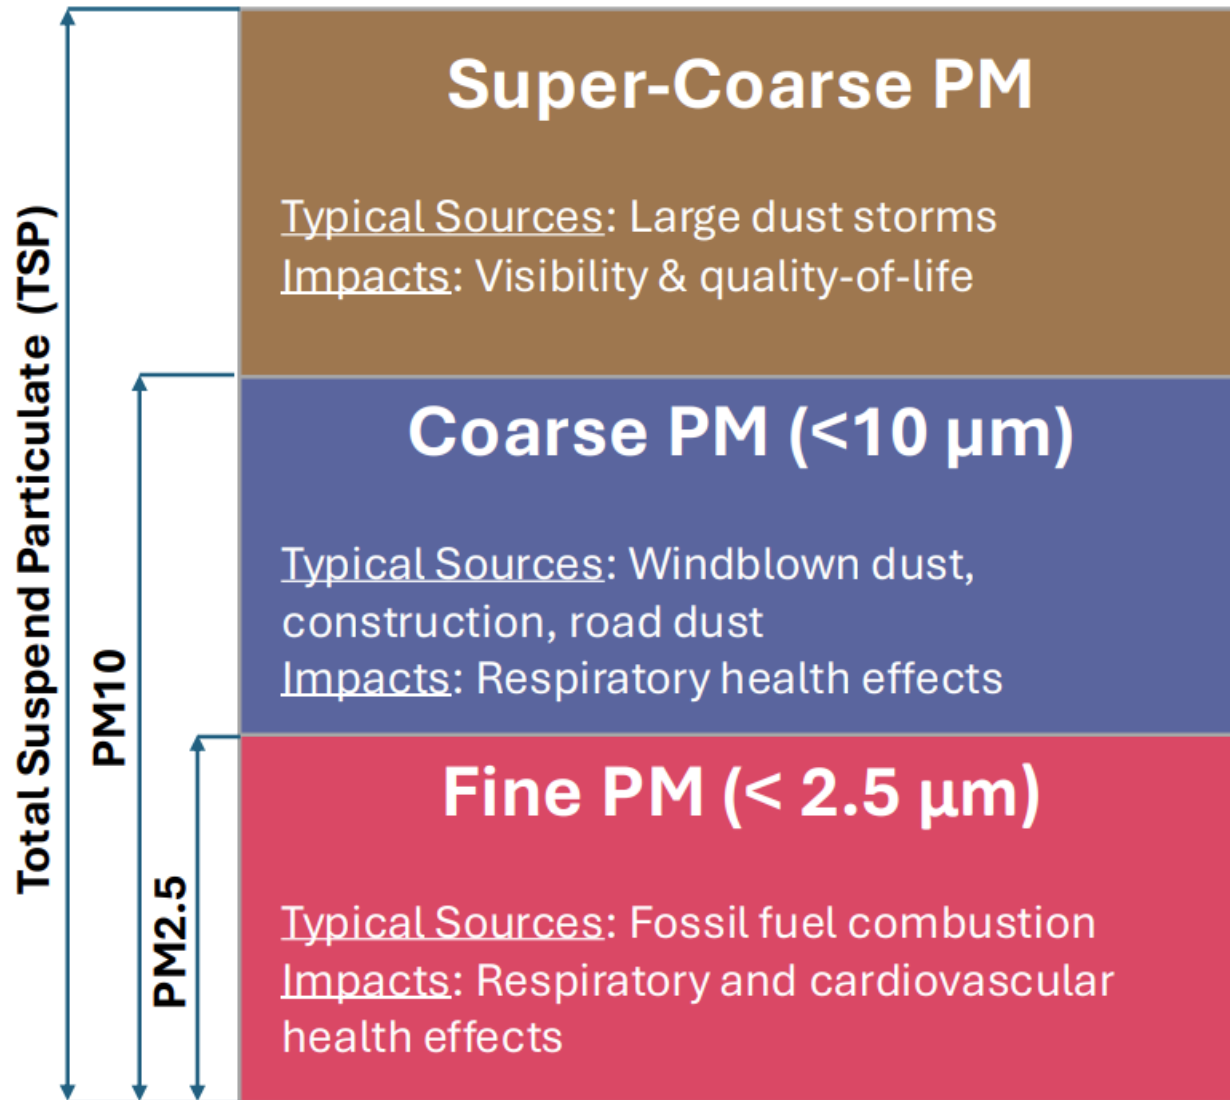 Total Suspend Particulate (TSP)
PM10
PM2.5
Super-Coarse PM
Typical Sources: Large dust storms
Impacts: Visibility & quality-of-life
Coarse PM (<10 µm)
Typical Sources: Windblown dust,
construction, road dust
Impacts: Respiratory health effects
Fine PM (< 2.5 µm)
Typical Sources: Fossil fuel combustion
Impacts: Respiratory and cardiovascular
health effects